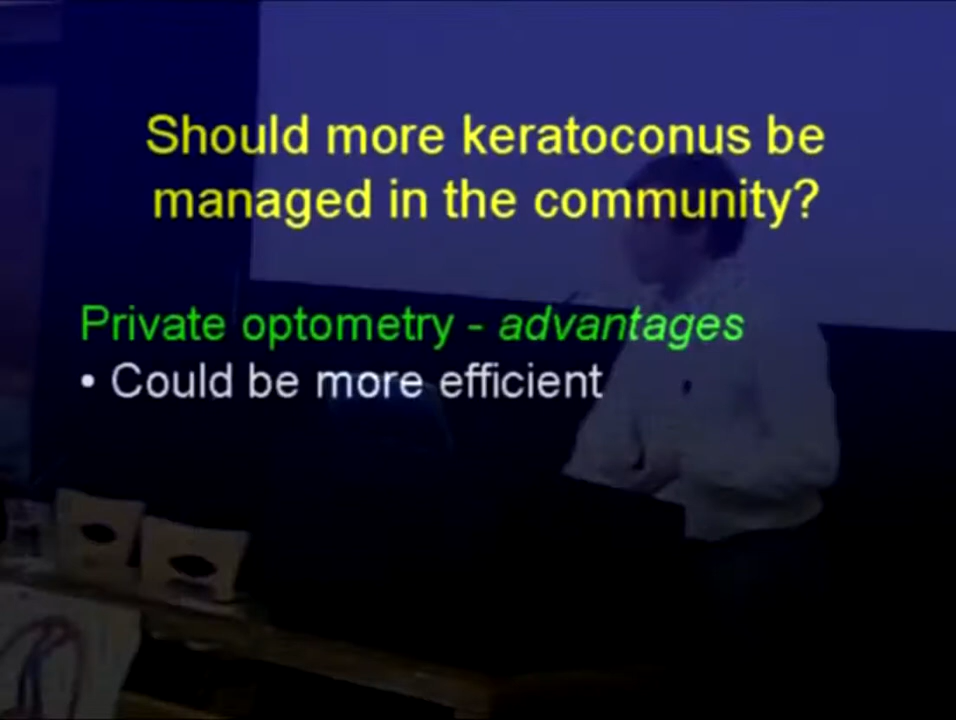 Should more keratoconus be
managed in the community?
Private optometry - advantages
• Could be more efficient